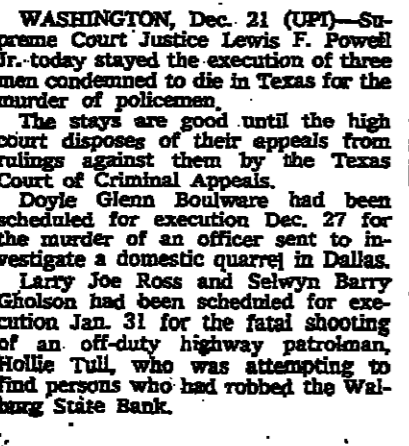 WASHINGTON, Dec. 21 (UPI)—Su-
preme Court Justice Lewis F. Powell
Jr. today stayed the execution of three
men condemned to die in Texas for the
murder of policemen.
The stays are good until the high
court disposes of their appeals from
rulings against them by the Texas
Court of Criminal Appeals.
Doyle Glenn Boulware had been
scheduled for execution Dec. 27 for
the murder of an officer sent to in-
vestigate a domestic quarrel in Dallas.
Larry Joe Ross and Selwyn Barry
Gholson had been scheduled for exe-
cution Jan. 31 for the fatal shooting
of an off-duty highway patrolman,
Hollie Tull, who was attempting to
find persons who had robbed the Wal-
burg State Bank.